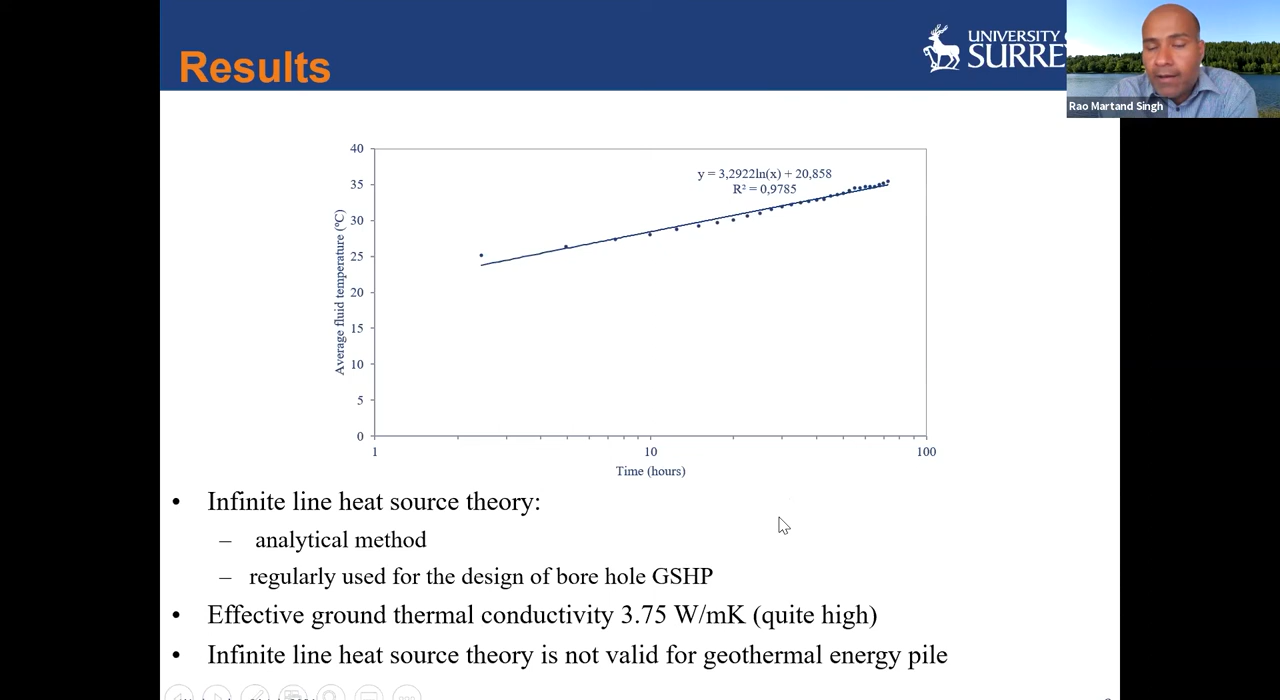 Results
UNIVERSITY
SURREY
Rao Martand Singh
40
35
30
25
20
15
10
5
0
Average fluid temperature (°C)
y = 3,2922ln(x) + 20,858
R² = 0,9785
1
10
100
Time (hours)
• Infinite line heat source theory:
– analytical method
– regularly used for the design of bore hole GSHP
• Effective ground thermal conductivity 3.75 W/mK (quite high)
• Infinite line heat source theory is not valid for geothermal energy pile